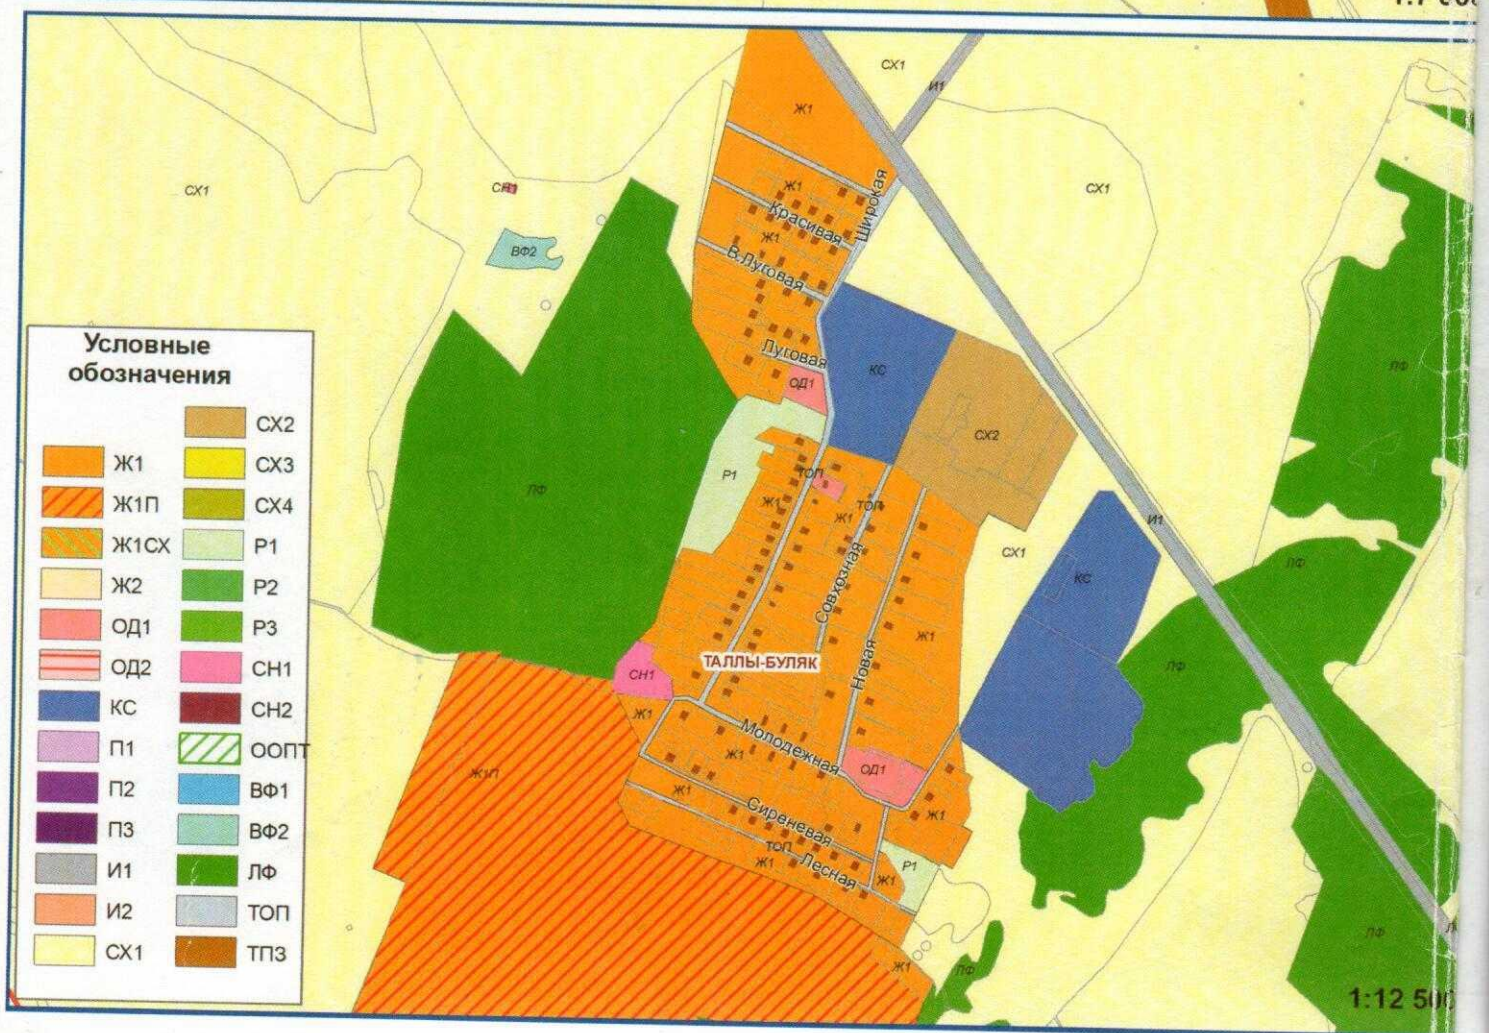 СХ1
И1
Ж1
СХ1
СН1
СХ1
Ж1
Широкая
Красивая
Ж1
ВФ2
В.Луговая
Луговая
ОД1
КС
ЛФ
СХ2
Р1
ТОП
Ж1
ТОП
Ж1
ЛФ
И1
СХ1
КС
ЛФ
Совхозная
Ж1
Новая
ТАЛЛЫ-БУЛЯК
ЛФ
СН1
Ж1
Молодежная
Ж1
ОД1
Ж1П
Ж1
Сиреневая
Ж1
ТОП
Лесная
Ж1
Ж1
Р1
ЛФ
Ж1
ЛФ
1:12 500
Условные
обозначения
Ж1
Ж1П
Ж1СХ
Ж2
ОД1
ОД2
КС
П1
П2
П3
И1
И2
СХ1
СХ2
СХ3
СХ4
Р1
Р2
Р3
СН1
СН2
ООПТ
ВФ1
ВФ2
ЛФ
ТОП
ТП3